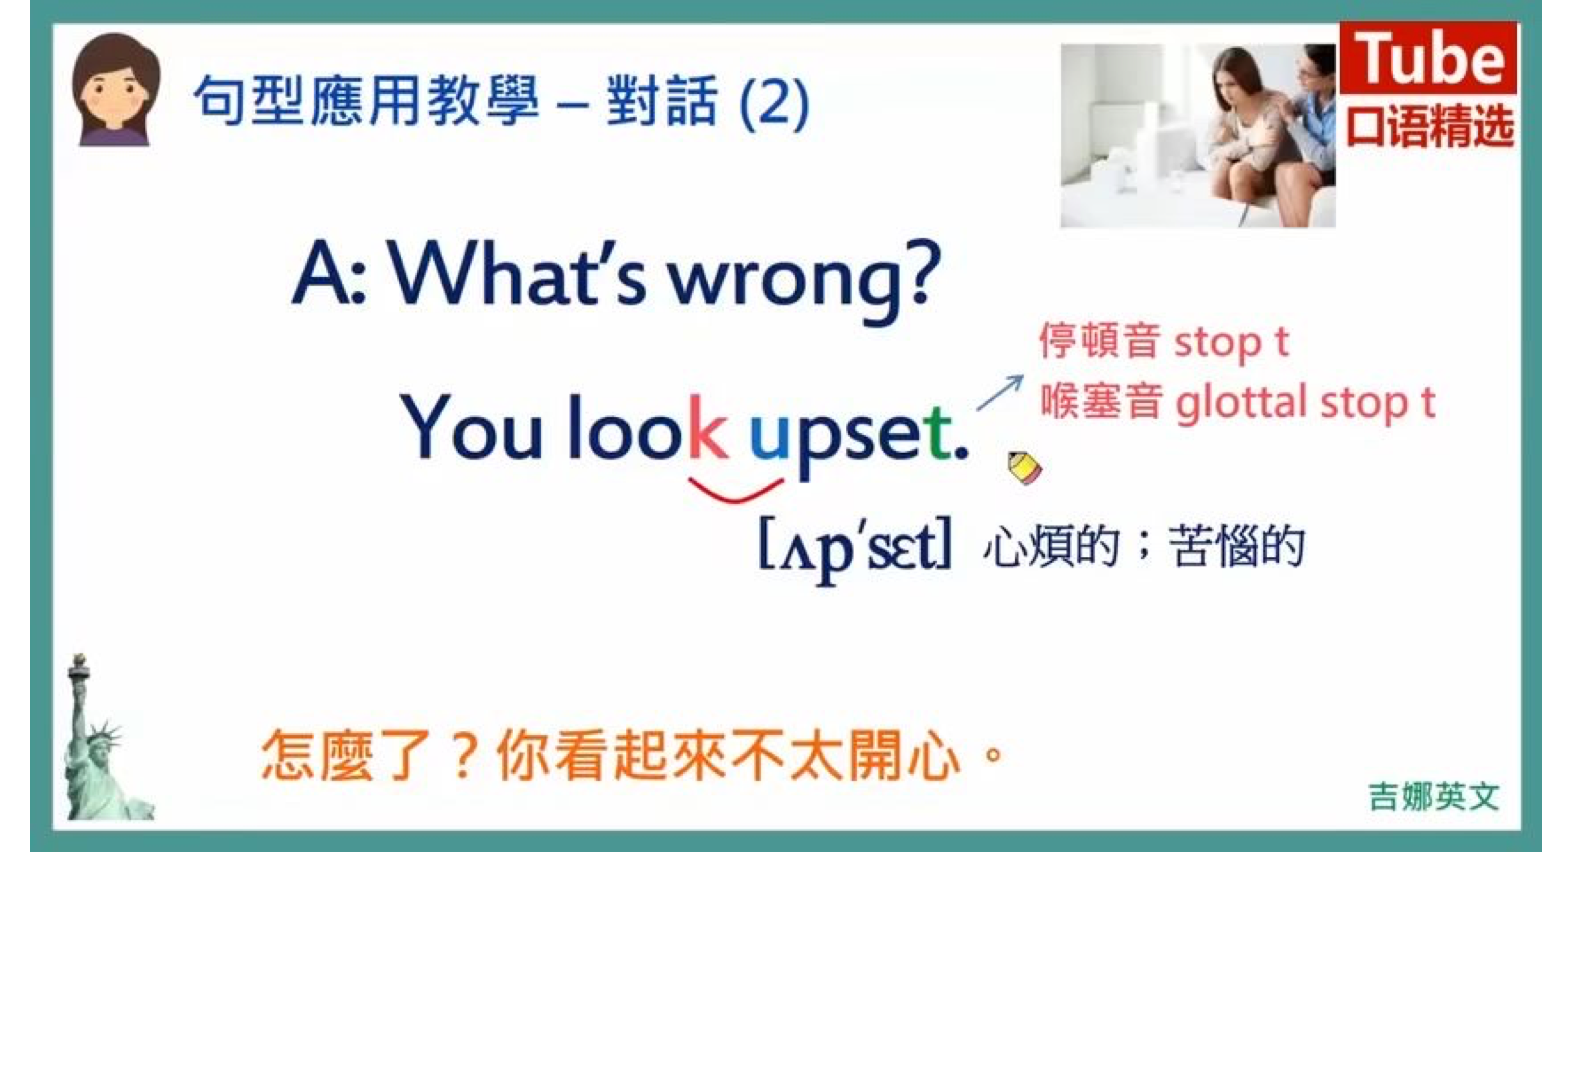 句型應用教學 – 對話 (2)
Tube
口语精选
A: What's wrong?
停頓音 stop t
喉塞音 glottal stop t
You look upset.
[ʌpˈsɛt] 心煩的；苦惱的
怎麼了？你看起來不太開心。
吉娜英文